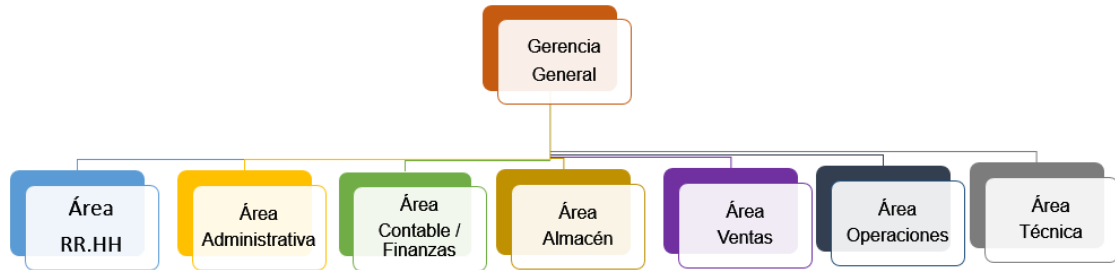 Gerencia
General
Área
RR.HH
Área
Administrativa
Área
Contable /
Finanzas
Área
Almacén
Área
Ventas
Área
Operaciones
Área
Técnica